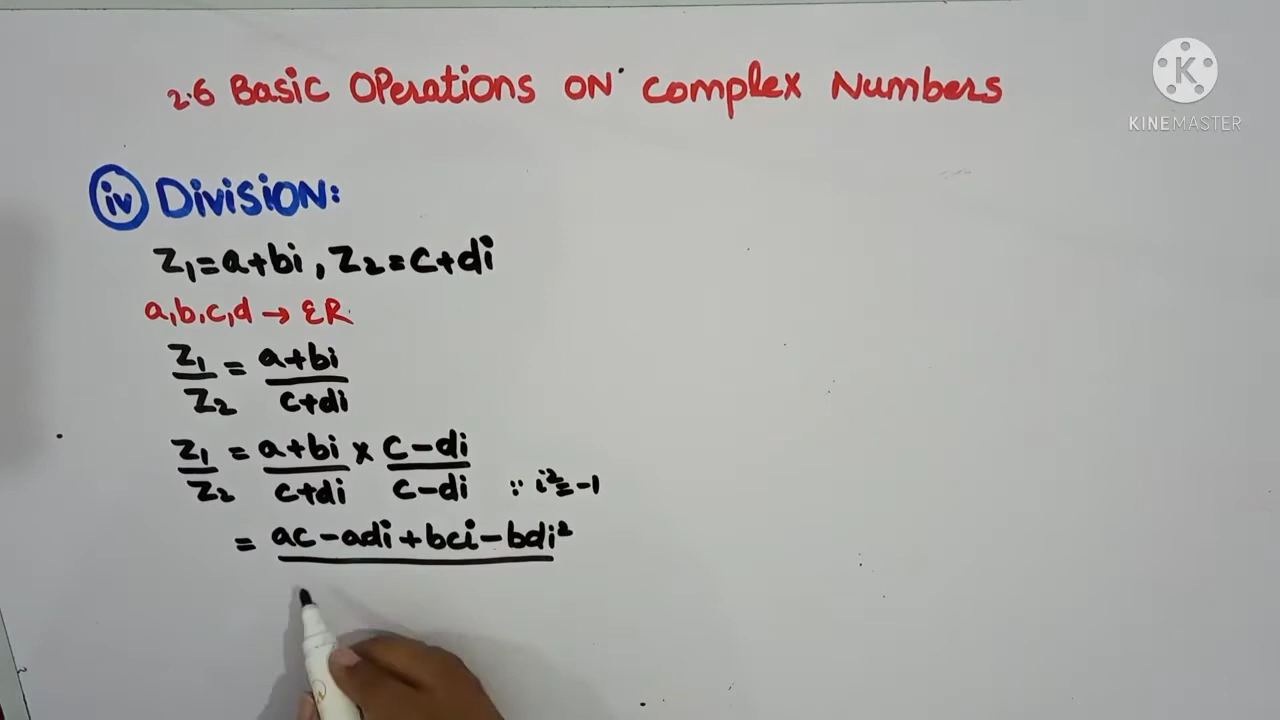 2.6 Basic Operations ON Complex Numbers
KINEMASTER
iv Division:
Z₁=a+bi, Z₂=c+di
a,b,c,d → ƐR
Z₁/Z₂ = a+bi/c+di
Z₁/Z₂ = a+bi/c+di × c-di/c-di ∵ i²=-1
= ac-adi+bci-bdi²